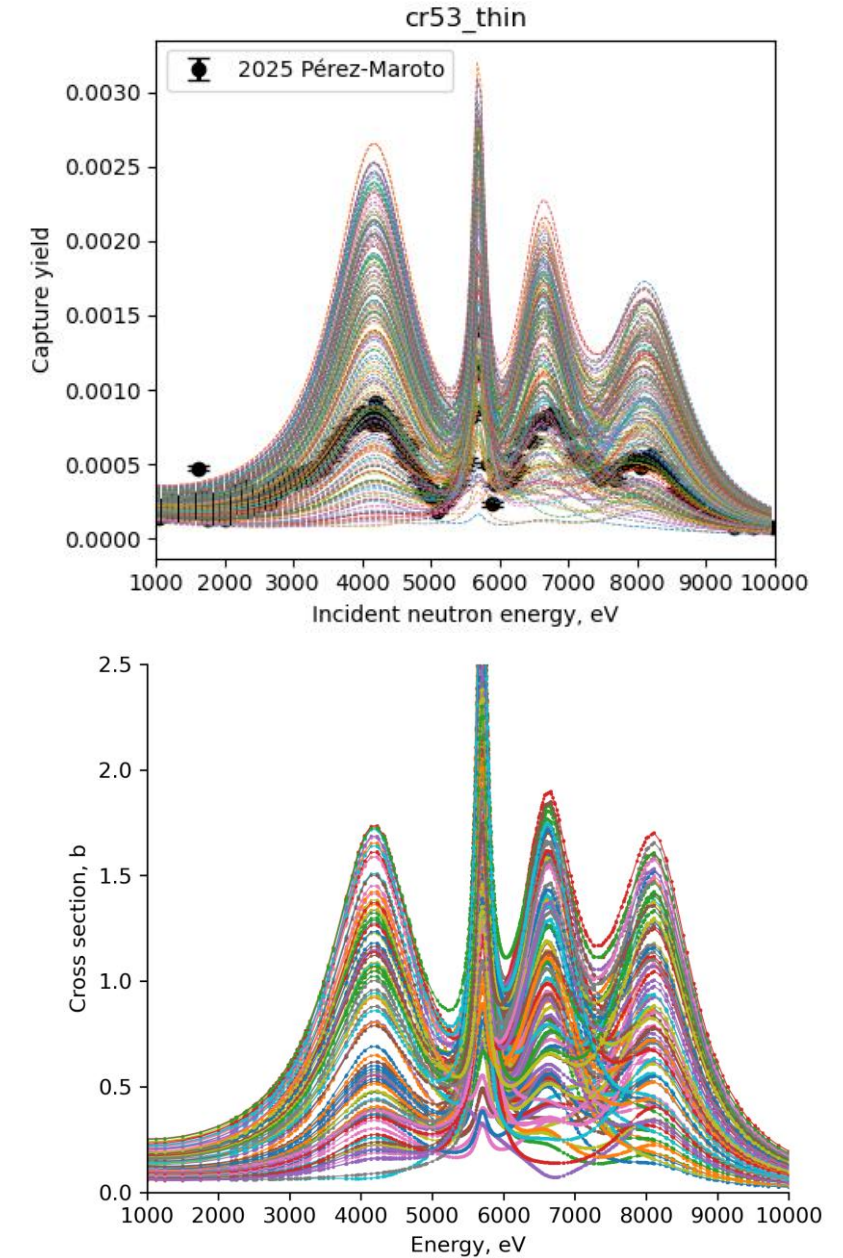 cr53_thin
2025 Pérez-Maroto
Capture yield
0.0030
0.0025
0.0020
0.0015
0.0010
0.0005
0.0000
1000 2000 3000 4000 5000 6000 7000 8000 9000 10000
Incident neutron energy, eV
Cross section, b
2.5
2.0
1.5
1.0
0.5
0.0
1000 2000 3000 4000 5000 6000 7000 8000 9000 10000
Energy, eV